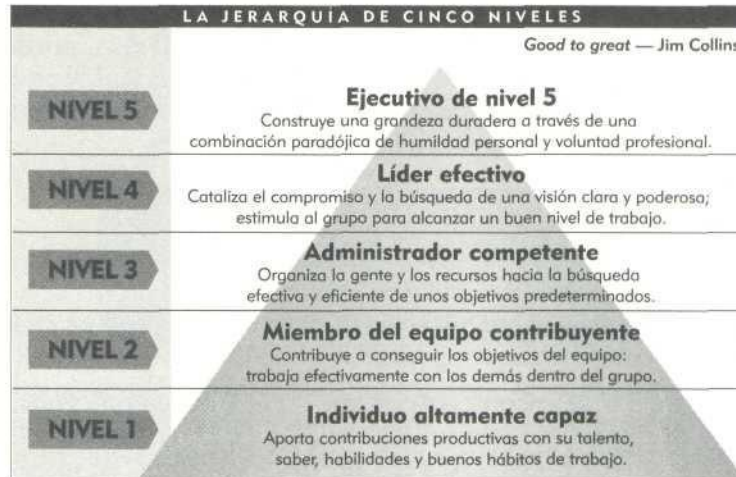 LA JERARQUÍA DE CINCO NIVELES
Good to great — Jim Collins
NIVEL 5
Ejecutivo de nivel 5
Construye una grandeza duradera a través de una
combinación paradójica de humildad personal y voluntad profesional.
NIVEL 4
Líder efectivo
Cataliza el compromiso y la búsqueda de una visión clara y poderosa;
estimula al grupo para alcanzar un buen nivel de trabajo.
NIVEL 3
Administrador competente
Organiza la gente y los recursos hacia la búsqueda
efectiva y eficiente de unos objetivos predeterminados.
NIVEL 2
Miembro del equipo contribuyente
Contribuye a conseguir los objetivos del equipo:
trabaja efectivamente con los demás dentro del grupo.
NIVEL 1
Individuo altamente capaz
Aporta contribuciones productivas con su talento,
saber, habilidades y buenos hábitos de trabajo.